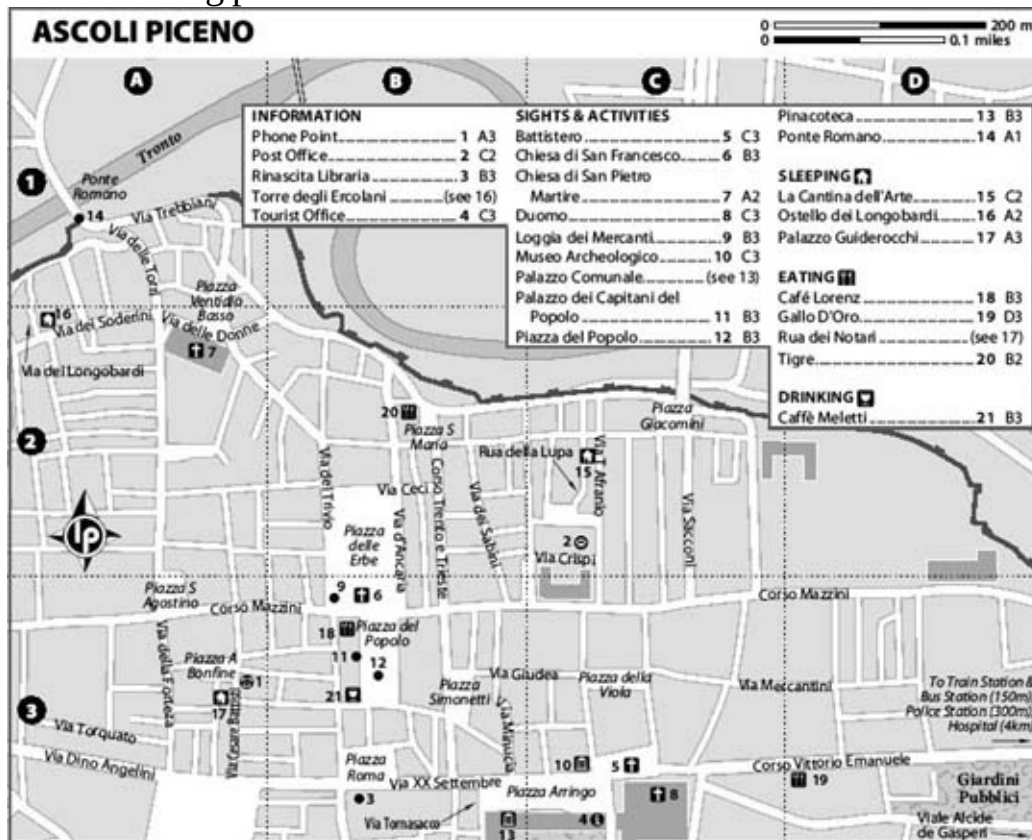 ASCOLI PICENO
0 200 m
0 0.1 miles
A
B
C
D
INFORMATION
Phone Point 1 A3
Post Office 2 C2
Rinascita Libraria 3 B3
Torre degli Ercolani (see 16)
Tourist Office 4 C3
SIGHTS & ACTIVITIES
Battistero 5 C3
Chiesa di San Francesco 6 B3
Chiesa di San Pietro
Martire 7 A2
Duomo 8 C3
Loggia dei Mercanti 9 B3
Museo Archeologico 10 C3
Palazzo Comunale (see 13)
Palazzo dei Capitani del
Popolo 11 B3
Piazza del Popolo 12 B3
Pinacoteca 13 B3
Ponte Romano 14 A1
SLEEPING
La Cantina dell'Arte 15 C2
Ostello dei Longobardi 16 A2
Palazzo Guiderocchi 17 A3
EATING
Café Lorenz 18 B3
Gallo D'Oro 19 D3
Rua dei Notari (see 17)
Tigre 20 B2
DRINKING
Caffè Meletti 21 B3
1
Tronto
Ponte
Romano
14
Via Trebbiani
Via delle Torri
Piazza
Ventidio
Basso
16
Via dei Soderini
Via delle Donne
7
Via dei Longobardi
2
20
Piazza S
Maria
Piazza
Giacomini
Rua della Lupa
15
Via T Afranio
Via del Trivio
Via Ceci
Corso Trento e Trieste
Via dei Sabini
Via Sacconi
lp
Piazza
delle
Erbe
Via d'Ancaria
2
Via Crispi
Piazza S
Agostino
9
6
Corso Mazzini
Corso Mazzini
18
Piazza del
Popolo
11
12
Via della Fortezza
Piazza A
Bonfine
1
21
Via Giudea
Piazza della
Viola
Via Meccantini
Piazza
Simonetti
To Train Station &
Bus Station (150m),
Police Station (300m),
Hospital (4km)
3
17
Via Cesare Battisti
Via Torquato
Via Minucia
Via Dino Angelini
Piazza
Roma
Via XX Settembre
10
5
Corso Vittorio Emanuele
19
Piazza Arringo
8
Giardini
Pubblici
3
Via Tornasacco
13
4
Viale Alcide
de Gasperi